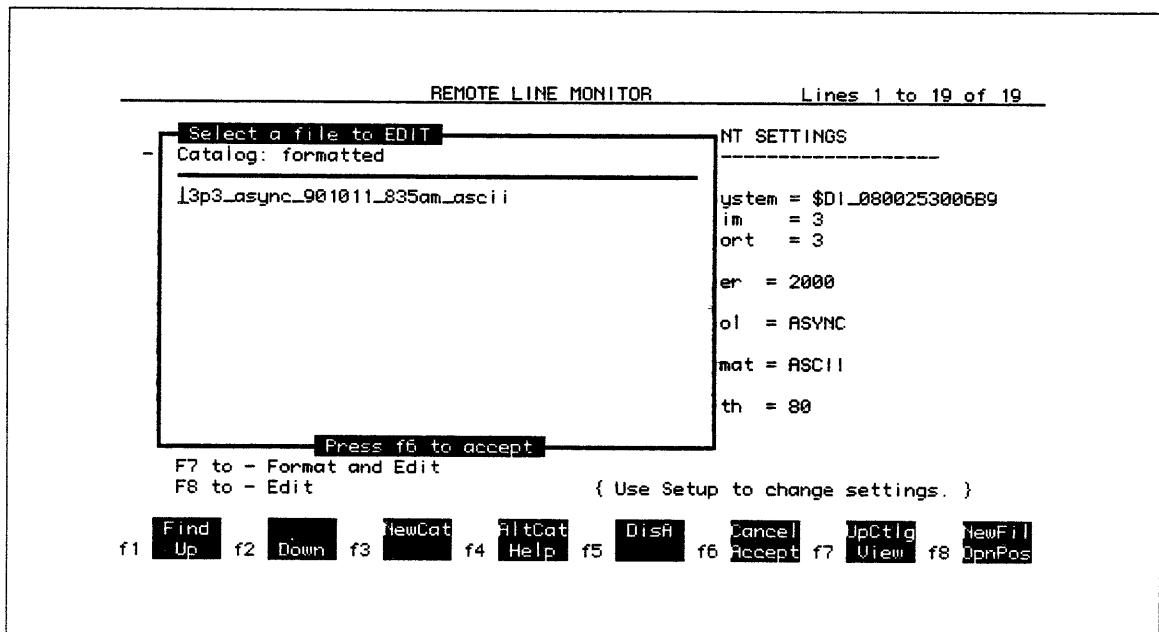 REMOTE LINE MONITOR Lines 1 to 19 of 19
Select a file to EDIT
Catalog: formatted
NT SETTINGS
--------------------
l3p3_async_901011_835am_ascii
ystem = $DI_0800253006B9
im = 3
ort = 3
er = 2000
ol = ASYNC
mat = ASCII
th = 80
Press f6 to accept
F7 to - Format and Edit
F8 to - Edit { Use Setup to change settings. }
f1 Find Up f2 Down f3 NewCat f4 AltCat Help f5 DisA f6 Cancel Accept f7 UpCtlg View f8 NewFil OpnPos